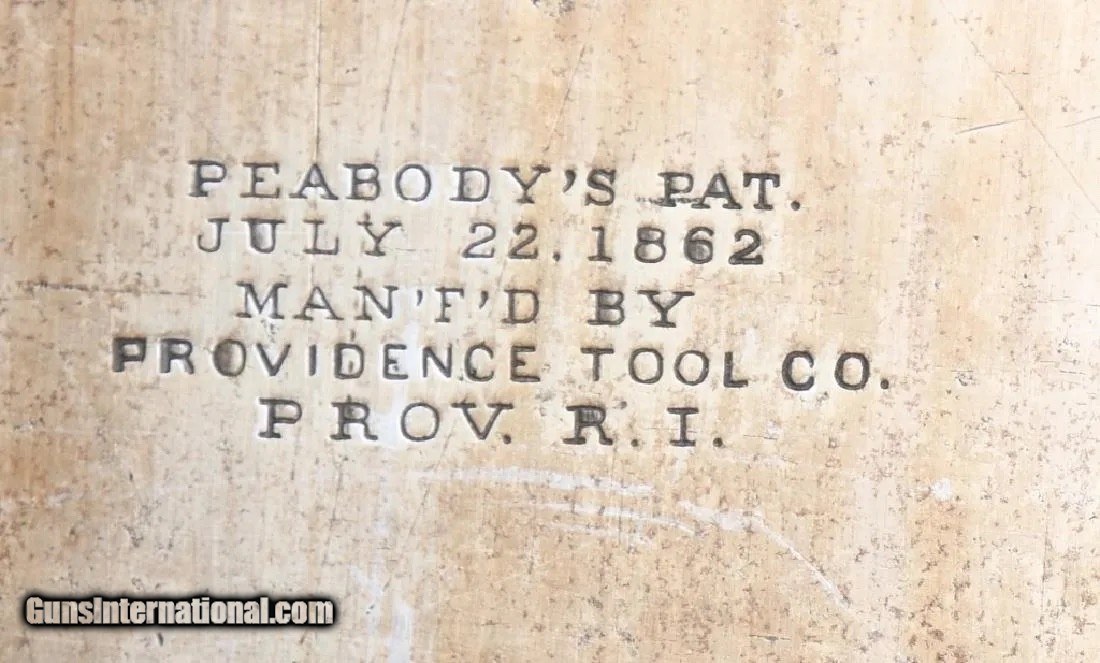 PEABODY'S PAT.
JULY 22.1862
MAN'F'D BY
PROVIDENCE TOOL CO.
PROV. R.I.
GunsInternational.com